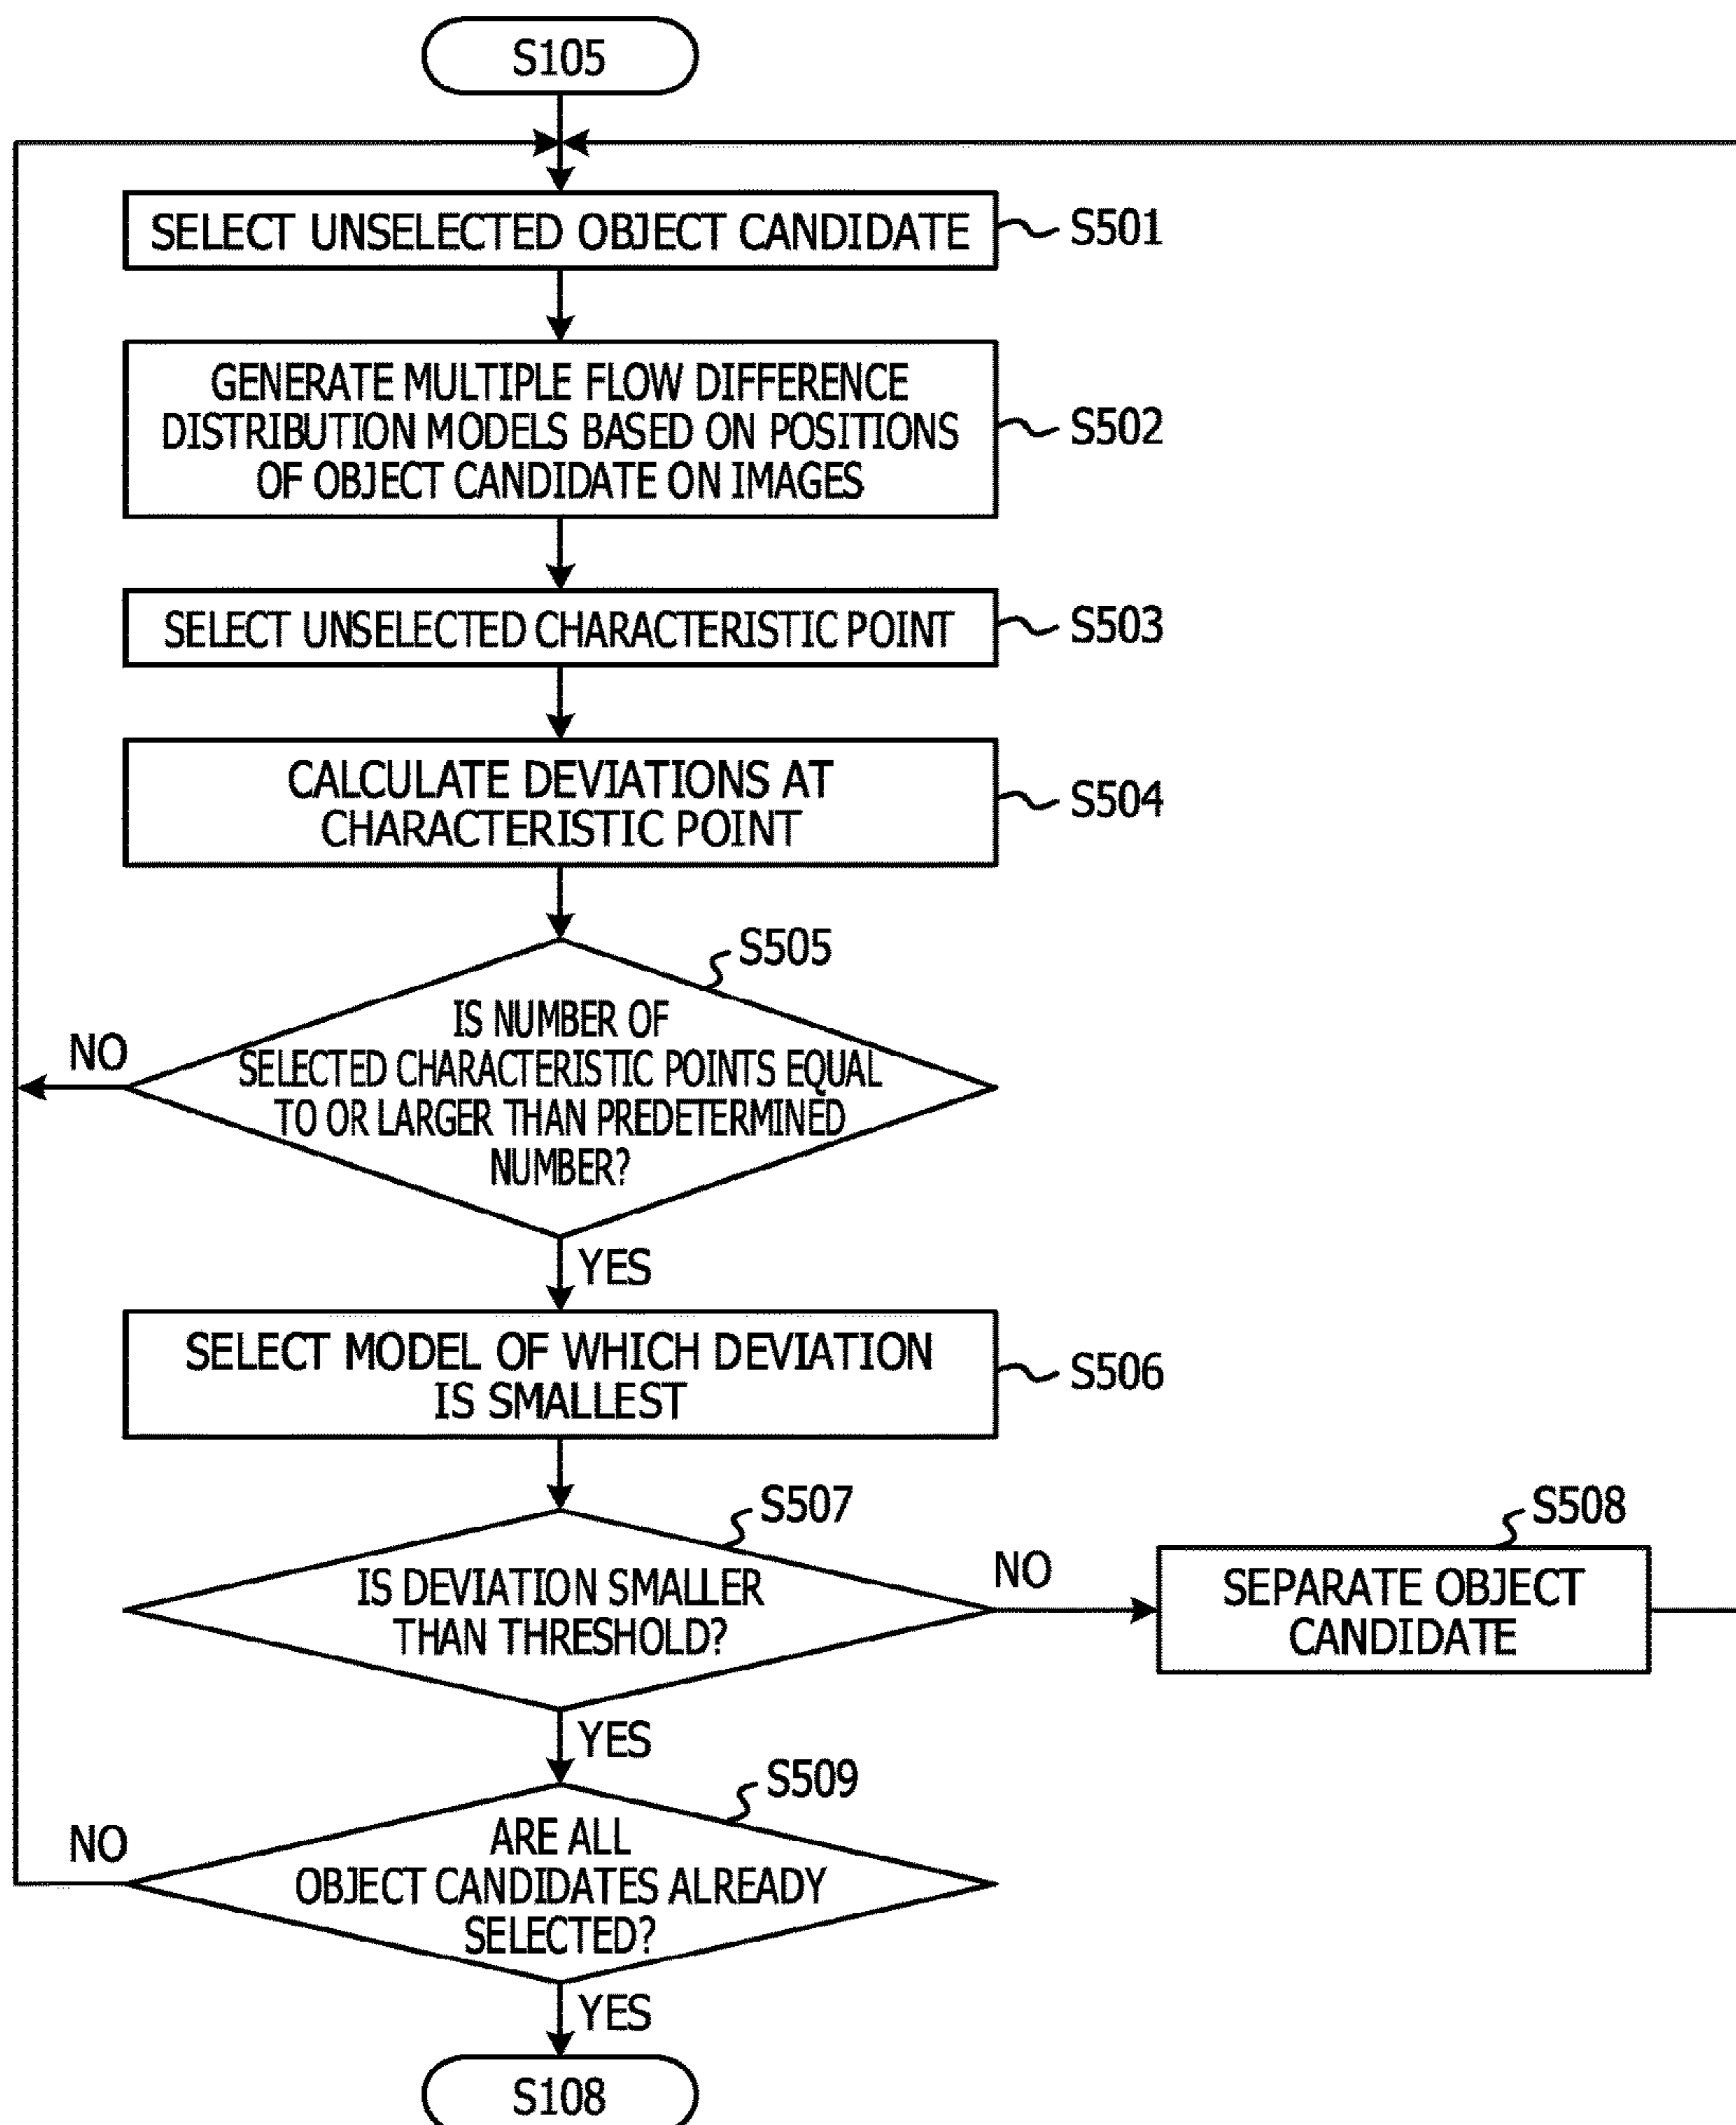 S105
SELECT UNSELECTED OBJECT CANDIDATE
S501
GENERATE MULTIPLE FLOW DIFFERENCE
DISTRIBUTION MODELS BASED ON POSITIONS
OF OBJECT CANDIDATE ON IMAGES
S502
SELECT UNSELECTED CHARACTERISTIC POINT
S503
CALCULATE DEVIATIONS AT
CHARACTERISTIC POINT
S504
S505
IS NUMBER OF
SELECTED CHARACTERISTIC POINTS EQUAL
TO OR LARGER THAN PREDETERMINED
NUMBER?
NO
YES
SELECT MODEL OF WHICH DEVIATION
IS SMALLEST
S506
S507
IS DEVIATION SMALLER
THAN THRESHOLD?
NO
S508
SEPARATE OBJECT
CANDIDATE
YES
S509
ARE ALL
OBJECT CANDIDATES ALREADY
SELECTED?
NO
YES
S108